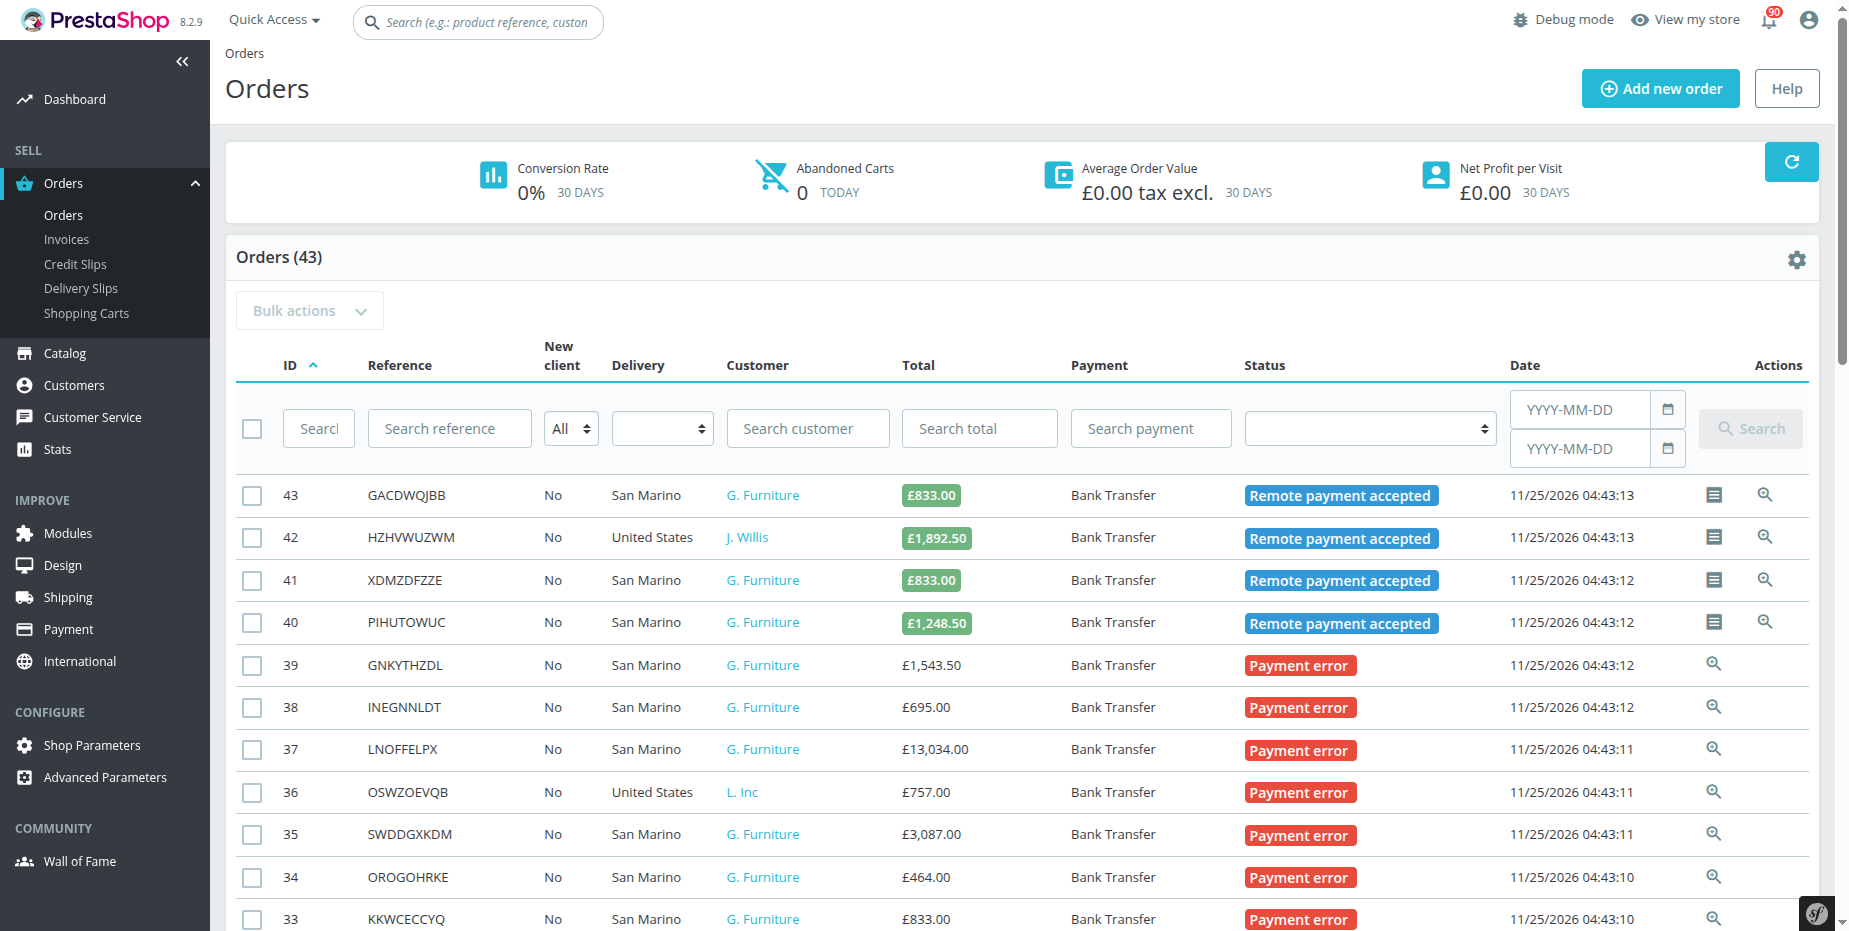 PrestaShop 8.2.9 Quick Access Search (e.g.: product reference, custon Debug mode View my store 90
Orders
Orders
Add new order Help
Dashboard
SELL
Orders
Orders
Invoices
Credit Slips
Delivery Slips
Shopping Carts
Catalog
Customers
Customer Service
Stats
IMPROVE
Modules
Design
Shipping
Payment
International
CONFIGURE
Shop Parameters
Advanced Parameters
COMMUNITY
Wall of Fame
Conversion Rate
0% 30 DAYS
Abandoned Carts
0 TODAY
Average Order Value
£0.00 tax excl. 30 DAYS
Net Profit per Visit
£0.00 30 DAYS
Orders (43)
Bulk actions
ID Reference New client Delivery Customer Total Payment Status Date Actions
Search Search reference All Search customer Search total Search payment YYYY-MM-DD Search
YYYY-MM-DD
43 GACDWQJBB No San Marino G. Furniture £833.00 Bank Transfer Remote payment accepted 11/25/2026 04:43:13
42 HZHVWUZWM No United States J. Willis £1,892.50 Bank Transfer Remote payment accepted 11/25/2026 04:43:13
41 XDMZDFZZE No San Marino G. Furniture £833.00 Bank Transfer Remote payment accepted 11/25/2026 04:43:12
40 PIHUTOWUC No San Marino G. Furniture £1,248.50 Bank Transfer Remote payment accepted 11/25/2026 04:43:12
39 GNKYTHZDL No San Marino G. Furniture £1,543.50 Bank Transfer Payment error 11/25/2026 04:43:12
38 INEGNNLDT No San Marino G. Furniture £695.00 Bank Transfer Payment error 11/25/2026 04:43:12
37 LNOFFELPX No San Marino G. Furniture £13,034.00 Bank Transfer Payment error 11/25/2026 04:43:11
36 OSWZOEVQB No United States L. Inc £757.00 Bank Transfer Payment error 11/25/2026 04:43:11
35 SWDDGXKDM No San Marino G. Furniture £3,087.00 Bank Transfer Payment error 11/25/2026 04:43:11
34 OROGOHRKE No San Marino G. Furniture £464.00 Bank Transfer Payment error 11/25/2026 04:43:10
33 KKWCECCYQ No San Marino G. Furniture £833.00 Bank Transfer Payment error 11/25/2026 04:43:10